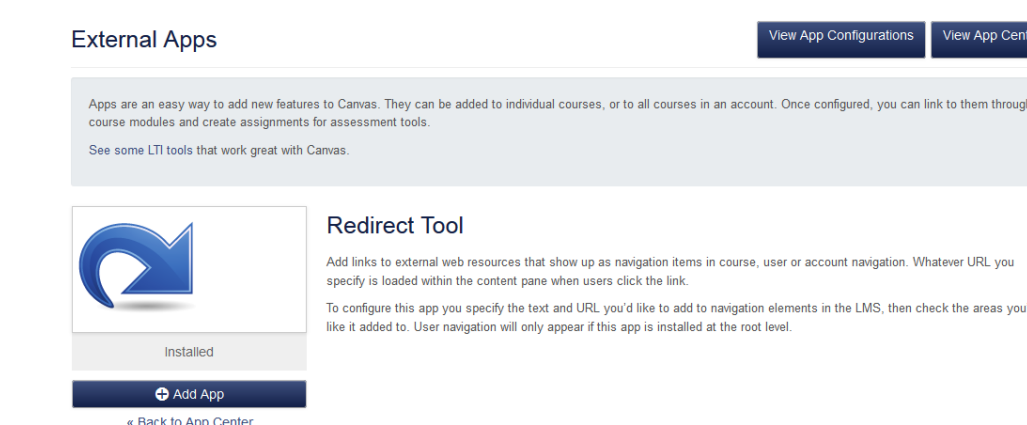 External Apps
View App Configurations
View App Cent
Apps are an easy way to add new features to Canvas. They can be added to individual courses, or to all courses in an account. Once configured, you can link to them through
course modules and create assignments for assessment tools.
See some LTI tools that work great with Canvas.
Redirect Tool
Add links to external web resources that show up as navigation items in course, user or account navigation. Whatever URL you
specify is loaded within the content pane when users click the link.
To configure this app you specify the text and URL you'd like to add to navigation elements in the LMS, then check the areas you
like it added to. User navigation will only appear if this app is installed at the root level.
Installed
Add App
« Back to App Center